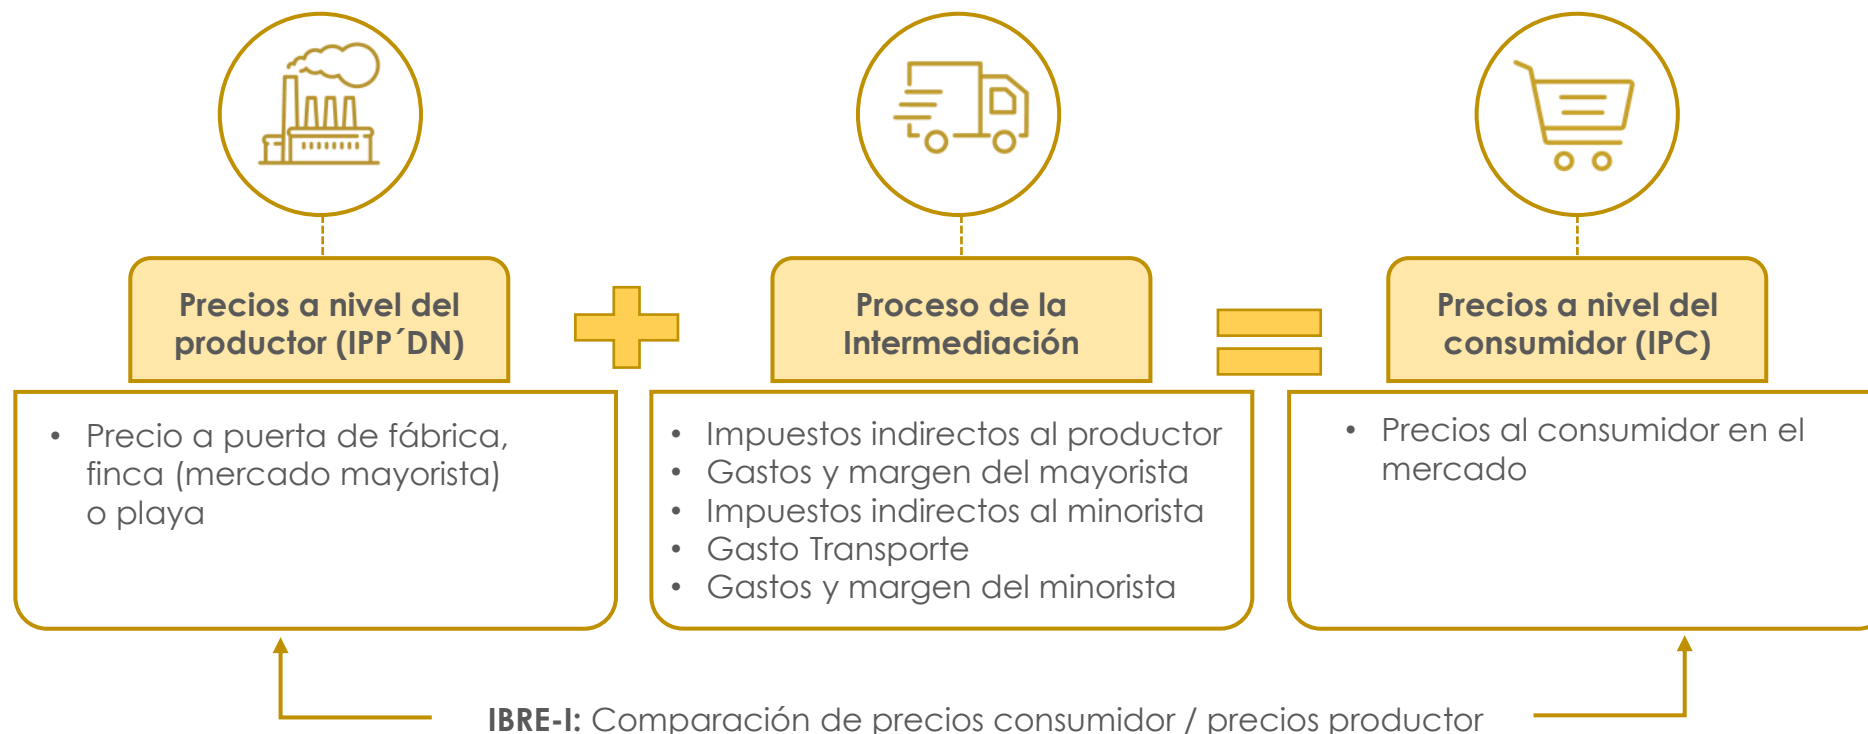 Precios a nivel del
productor (IPP´DN)
Proceso de la
Intermediación
Precios a nivel del
consumidor (IPC)
• Precio a puerta de fábrica,
finca (mercado mayorista)
o playa
• Impuestos indirectos al productor
• Gastos y margen del mayorista
• Impuestos indirectos al minorista
• Gasto Transporte
• Gastos y margen del minorista
• Precios al consumidor en el
mercado
IBRE-I: Comparación de precios consumidor / precios productor